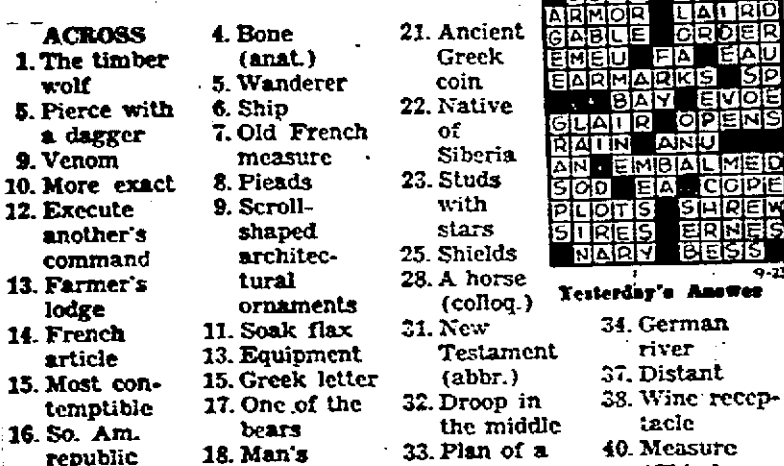 ACROSS
1. The timber
wolf
5. Pierce with
a dagger
9. Venom
10. More exact
12. Execute
another's
command
13. Farmer's
lodge
14. French
article
15. Most con-
temptible
16. So. Am.
republic
4. Bone
(anat.)
5. Wanderer
6. Ship
7. Old French
measure
8. Pleads
9. Scroll-
shaped
architec-
tural
ornaments
11. Soak flax
13. Equipment
15. Greek letter
17. One of the
bears
18. Man's
21. Ancient
Greek
coin
22. Native
of
Siberia
23. Studs
with
stars
25. Shields
28. A horse
(colloq.)
31. New
Testament
(abbr.)
32. Droop in
the middle
33. Plan of a
ARMOR LAIRD
GABLE ORDER
EMEU FA EAU
EARMARKS SP
BAY EVOE
GLAIR OPENS
RAIN ANU
AN EMBALMED
SOD EA COPE
PLOTS SHREW
SIRES ERNES
NARY BESS
Yesterday's Answer
34. German
river
37. Distant
38. Wine recep-
tacle
40. Measure